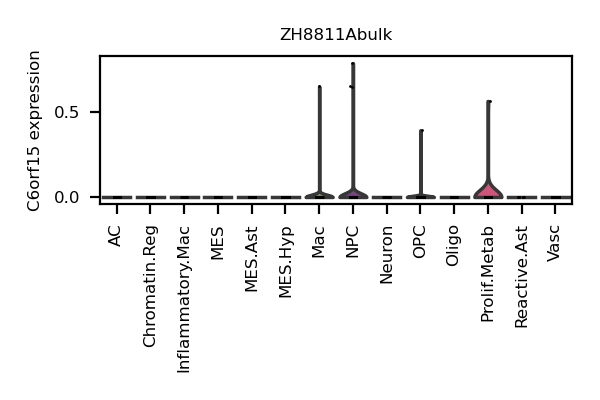 ZH8811Abulk
C6orf15 expression
0.5
0.0
AC
Chromatin.Reg
Inflammatory.Mac
MES
MES.Ast
MES.Hyp
Mac
NPC
Neuron
OPC
Oligo
Prolif.Metab
Reactive.Ast
Vasc